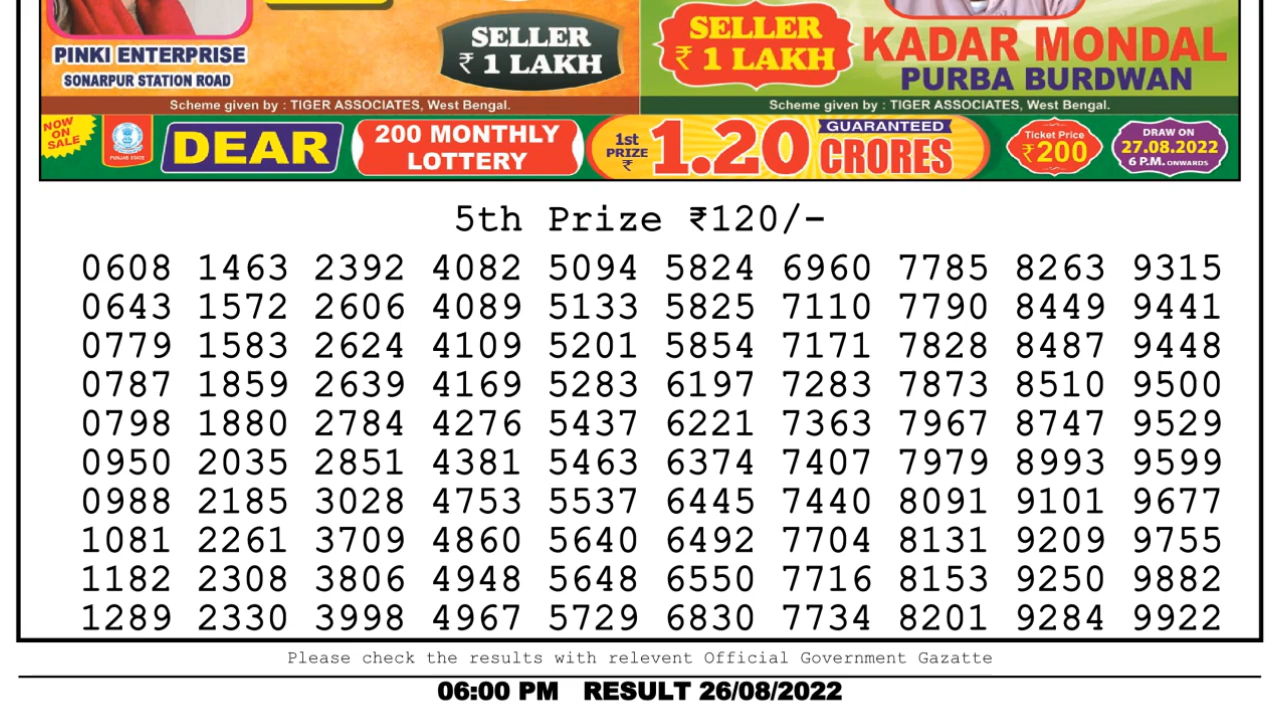 PINKI ENTERPRISE
SONARPUR STATION ROAD
SELLER
₹ 1 LAKH
Scheme given by : TIGER ASSOCIATES, West Bengal.
SELLER
₹ 1 LAKH
KADAR MONDAL
PURBA BURDWAN
Scheme given by : TIGER ASSOCIATES, West Bengal.
NOW
ON
SALE
PUNJAB STATE
DEAR
200 MONTHLY
LOTTERY
1st
PRIZE
₹
1.20
GUARANTEED
CRORES
Ticket Price
₹200
DRAW ON
27.08.2022
6 P.M. ONWARDS
5th Prize ₹120/-
0608 1463 2392 4082 5094 5824 6960 7785 8263 9315
0643 1572 2606 4089 5133 5825 7110 7790 8449 9441
0779 1583 2624 4109 5201 5854 7171 7828 8487 9448
0787 1859 2639 4169 5283 6197 7283 7873 8510 9500
0798 1880 2784 4276 5437 6221 7363 7967 8747 9529
0950 2035 2851 4381 5463 6374 7407 7979 8993 9599
0988 2185 3028 4753 5537 6445 7440 8091 9101 9677
1081 2261 3709 4860 5640 6492 7704 8131 9209 9755
1182 2308 3806 4948 5648 6550 7716 8153 9250 9882
1289 2330 3998 4967 5729 6830 7734 8201 9284 9922
Please check the results with relevent Official Government Gazatte
06:00 PM RESULT 26/08/2022